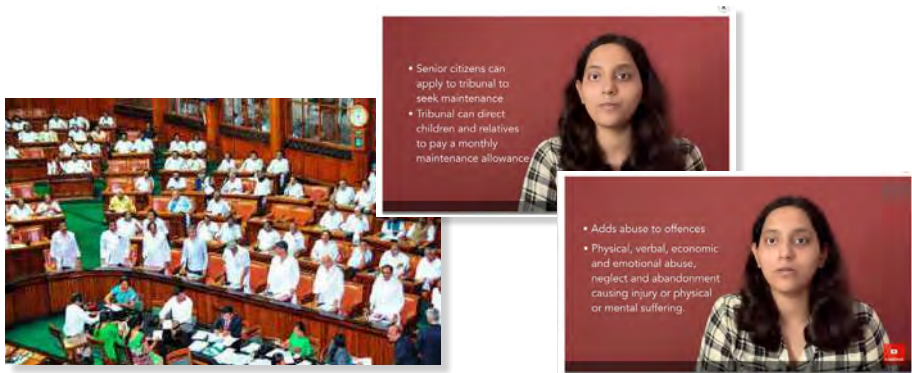 • Senior citizens can
apply to tribunal to
seek maintenance
• Tribunal can direct
children and relatives
to pay a monthly
maintenance allowance
• Adds abuse to offences
• Physical, verbal, economic
and emotional abuse,
neglect and abandonment
causing injury or physical
or mental suffering.